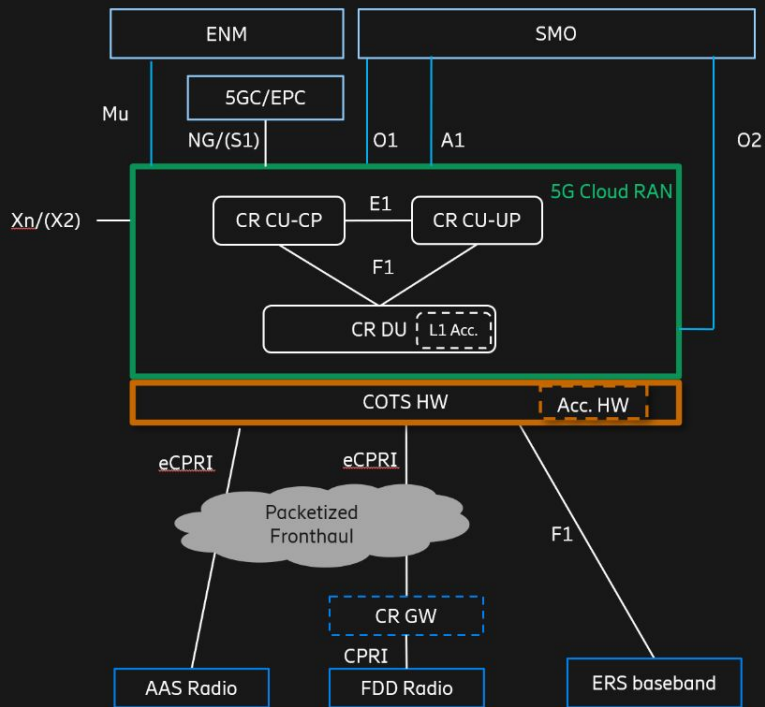 ENM
SMO
5GC/EPC
Mu
NG/(S1)
O1
A1
O2
5G Cloud RAN
Xn/(X2)
CR CU-CP
E1
CR CU-UP
F1
CR DU
L1 Acc.
COTS HW
Acc. HW
eCPRI
eCPRI
Packetized
Fronthaul
F1
CR GW
CPRI
AAS Radio
FDD Radio
ERS baseband